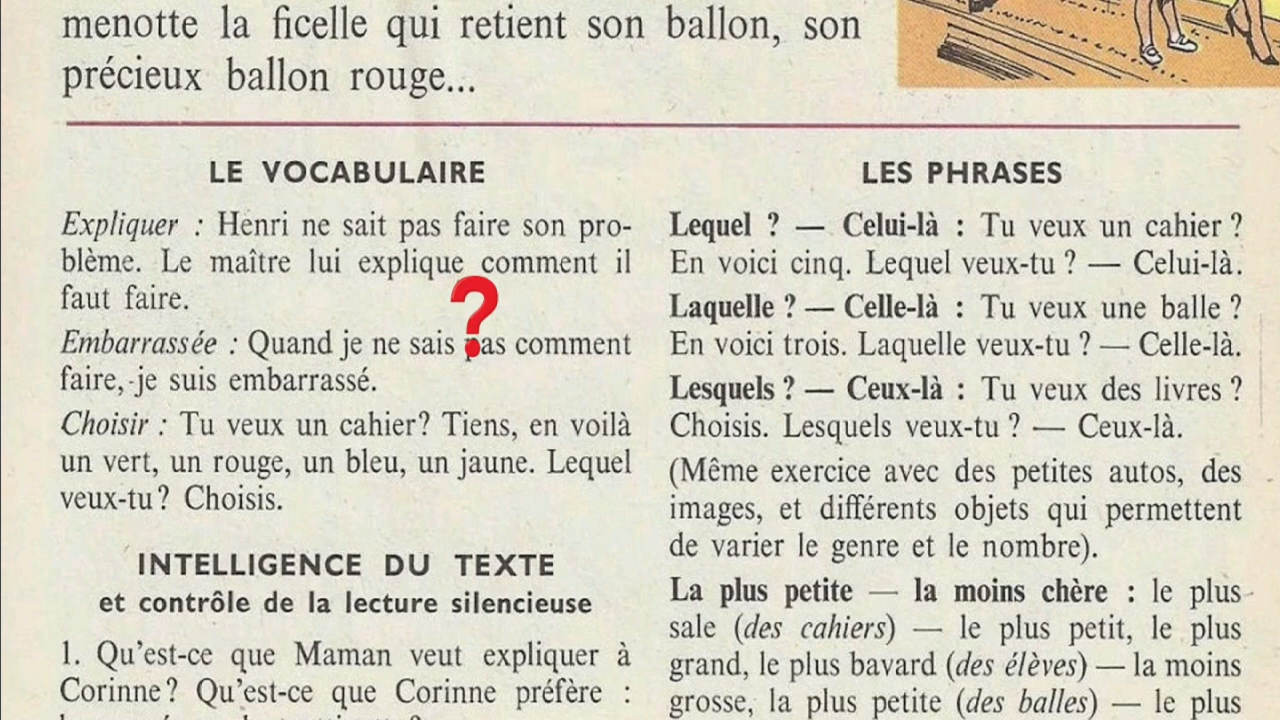 menotte la ficelle qui retient son ballon, son
précieux ballon rouge...
LE VOCABULAIRE
Expliquer : Henri ne sait pas faire son pro-
blème. Le maître lui explique comment il
faut faire.
❓
Embarrassée : Quand je ne sais pas comment
faire, je suis embarrassé.
Choisir : Tu veux un cahier? Tiens, en voilà
un vert, un rouge, un bleu, un jaune. Lequel
veux-tu? Choisis.
INTELLIGENCE DU TEXTE
et contrôle de la lecture silencieuse
1. Qu'est-ce que Maman veut expliquer à
Corinne? Qu'est-ce que Corinne préfère :
LES PHRASES
Lequel ? — Celui-là : Tu veux un cahier ?
En voici cinq. Lequel veux-tu ? — Celui-là.
Laquelle ? — Celle-là : Tu veux une balle ?
En voici trois. Laquelle veux-tu ? — Celle-là.
Lesquels ? — Ceux-là : Tu veux des livres ?
Choisis. Lesquels veux-tu ? — Ceux-là.
(Même exercice avec des petites autos, des
images, et différents objets qui permettent
de varier le genre et le nombre).
La plus petite — la moins chère : le plus
sale (des cahiers) — le plus petit, le plus
grand, le plus bavard (des élèves) — la moins
grosse, la plus petite (des balles) — le plus